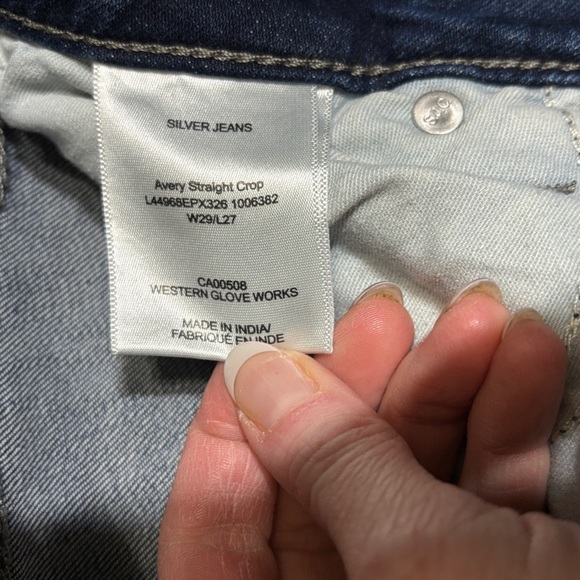 SILVER JEANS
Avery Straight Crop
L44968EPX326 1006382
W29/L27
CA00508
WESTERN GLOVE WORKS
MADE IN INDIA/
FABRIQUÉ EN INDE